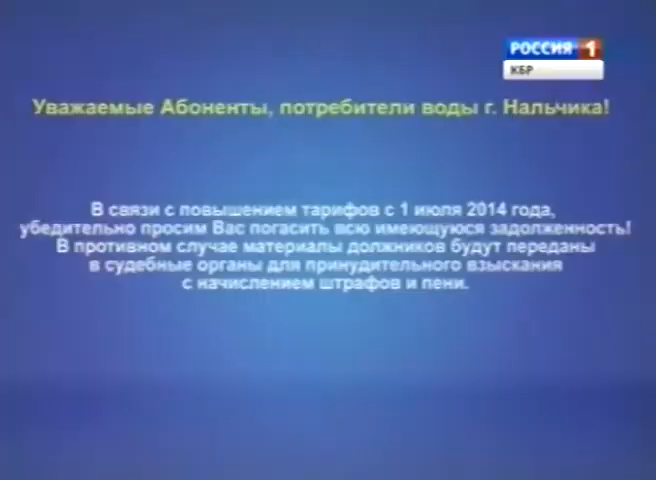 РОССИЯ 1
КБР
Уважаемые Абоненты, потребители воды г. Нальчика!
В связи с повышением тарифов с 1 июля 2014 года,
убедительно просим Вас погасить всю имеющуюся задолженность!
В противном случае материалы должников будут переданы
в судебные органы для принудительного взыскания
с начислением штрафов и пени.